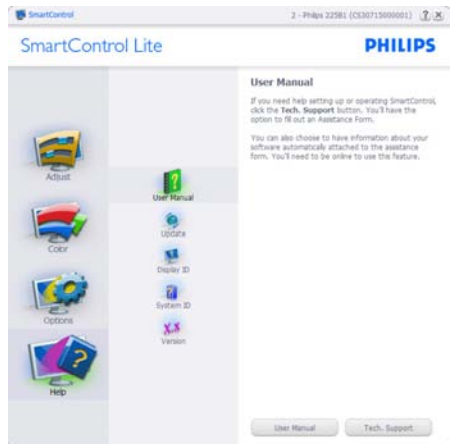 SmartControl
2 - Philips 225B1 (CS30715000001)
? X
SmartControl Lite
PHILIPS
User Manual
If you need help setting up or operating SmartControl,
click the Tech. Support button. You'll have the
option to fill out an Assistance Form.
You can also choose to have information about your
software automatically attached to the assistance
form. You'll need to be online to use this feature.
Adjust
Color
Options
?
Help
?
User Manual
Update
Display ID
System ID
X.x
Version
User Manual
Tech. Support